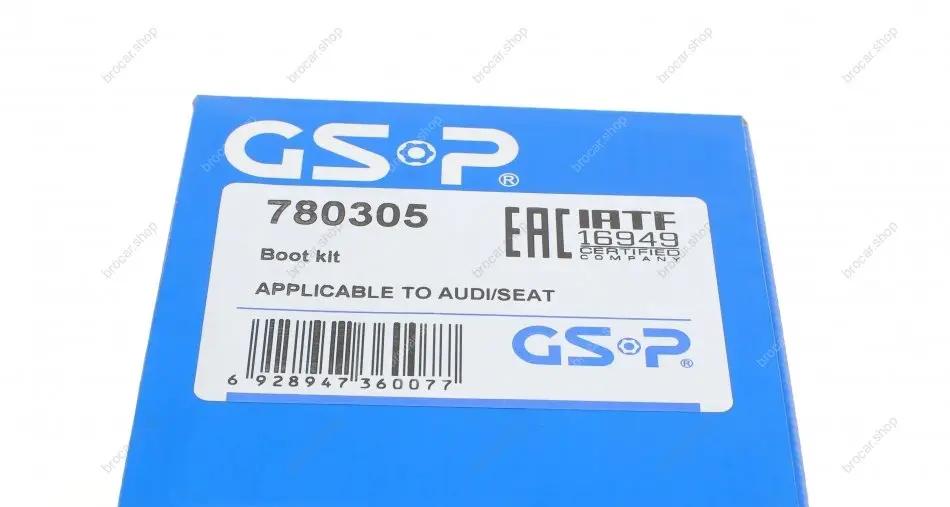 GS·P®
780305
Boot kit
APPLICABLE TO AUDI/SEAT
EAC
IATF
16949
CERTIFIED
COMPANY
6 928947 360077
GS·P®
brocar.shop